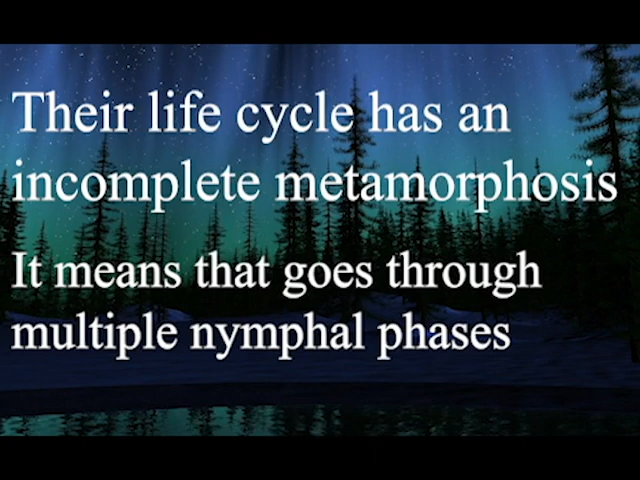 Their life cycle has an
incomplete metamorphosis
It means that goes through
multiple nymphal phases